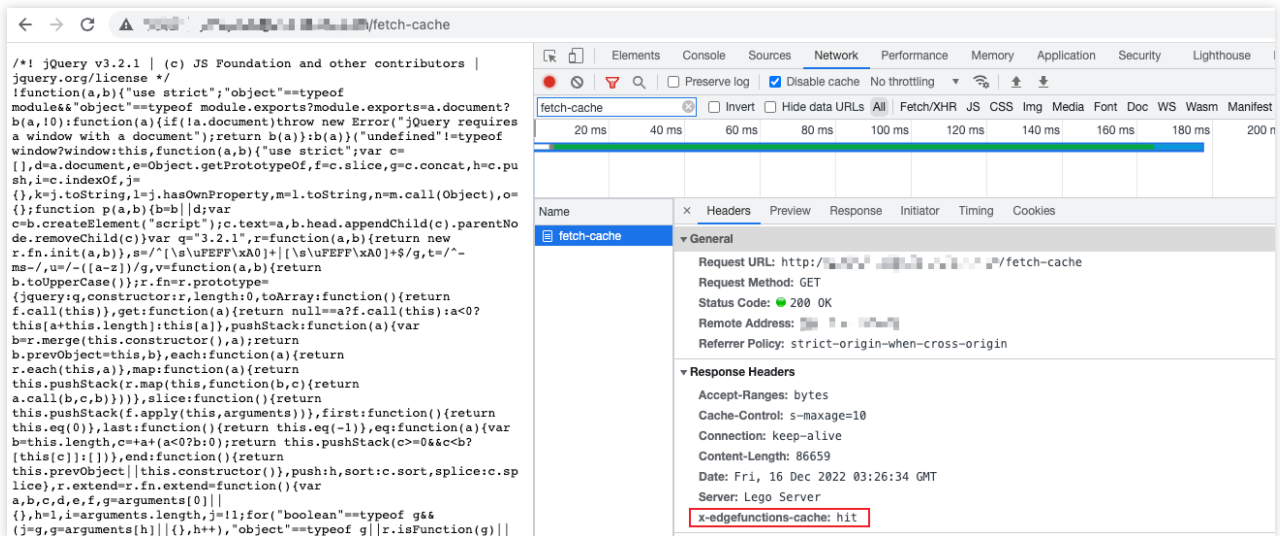 /fetch-cache
/*! jQuery v3.2.1 | (c) JS Foundation and other contributors |
jquery.org/license */
!function(a,b){"use strict";"object"==typeof
module&&"object"==typeof module.exports?module.exports=a.document?
b(a,!0):function(a){if(!a.document)throw new Error("jQuery requires
a window with a document");return b(a)}:b(a)}("undefined"!=typeof
window?window:this,function(a,b){"use strict";var c=
[],d=a.document,e=Object.getPrototypeOf,f=c.slice,g=c.concat,h=c.pu
sh,i=c.indexOf,j=
{},k=j.toString,l=j.hasOwnProperty,m=l.toString,n=m.call(Object),o=
{};function p(a,b){b=b||d;var
c=b.createElement("script");c.text=a,b.head.appendChild(c).parentNo
de.removeChild(c)}var q="3.2.1",r=function(a,b){return new
r.fn.init(a,b)},s=/^[\s\uFEFF\xA0]+|[\s\uFEFF\xA0]+$/g,t=/^-
ms-/,u=/-([a-z])/g,v=function(a,b){return
b.toUpperCase()};r.fn=r.prototype=
{jquery:q,constructor:r,length:0,toArray:function(){return
f.call(this)},get:function(a){return null==a?f.call(this):a<0?
this[a+this.length]:this[a]},pushStack:function(a){var
b=r.merge(this.constructor(),a);return
b.prevObject=this,b},each:function(a){return
r.each(this,a)},map:function(a){return
this.pushStack(r.map(this,function(b,c){return
a.call(b,c,b)}))},slice:function(){return
this.pushStack(f.apply(this,arguments))},first:function(){return
this.eq(0)},last:function(){return this.eq(-1)},eq:function(a){var
b=this.length,c=+a+(a<0?b:0);return this.pushStack(c>=0&&c<b?
[this[c]]:[])},end:function(){return
this.prevObject||this.constructor()},push:h,sort:c.sort,splice:c.sp
lice},r.extend=r.fn.extend=function(){var
a,b,c,d,e,f,g=arguments[0]||
{},h=1,i=arguments.length,j=!1;for("boolean"==typeof g&&
(j=g,g=arguments[h]||{},h++),"object"==typeof g||r.isFunction(g)||
Elements Console Sources Network Performance Memory Application Security Lighthouse
Preserve log Disable cache No throttling
fetch-cache Invert Hide data URLs All Fetch/XHR JS CSS Img Media Font Doc WS Wasm Manifest
20 ms 40 ms 60 ms 80 ms 100 ms 120 ms 140 ms 160 ms 180 ms 200 m
Name
fetch-cache
× Headers Preview Response Initiator Timing Cookies
General
Request URL: http:/ /fetch-cache
Request Method: GET
Status Code: 200 OK
Remote Address:
Referrer Policy: strict-origin-when-cross-origin
Response Headers
Accept-Ranges: bytes
Cache-Control: s-maxage=10
Connection: keep-alive
Content-Length: 86659
Date: Fri, 16 Dec 2022 03:26:34 GMT
Server: Lego Server
x-edgefunctions-cache: hit